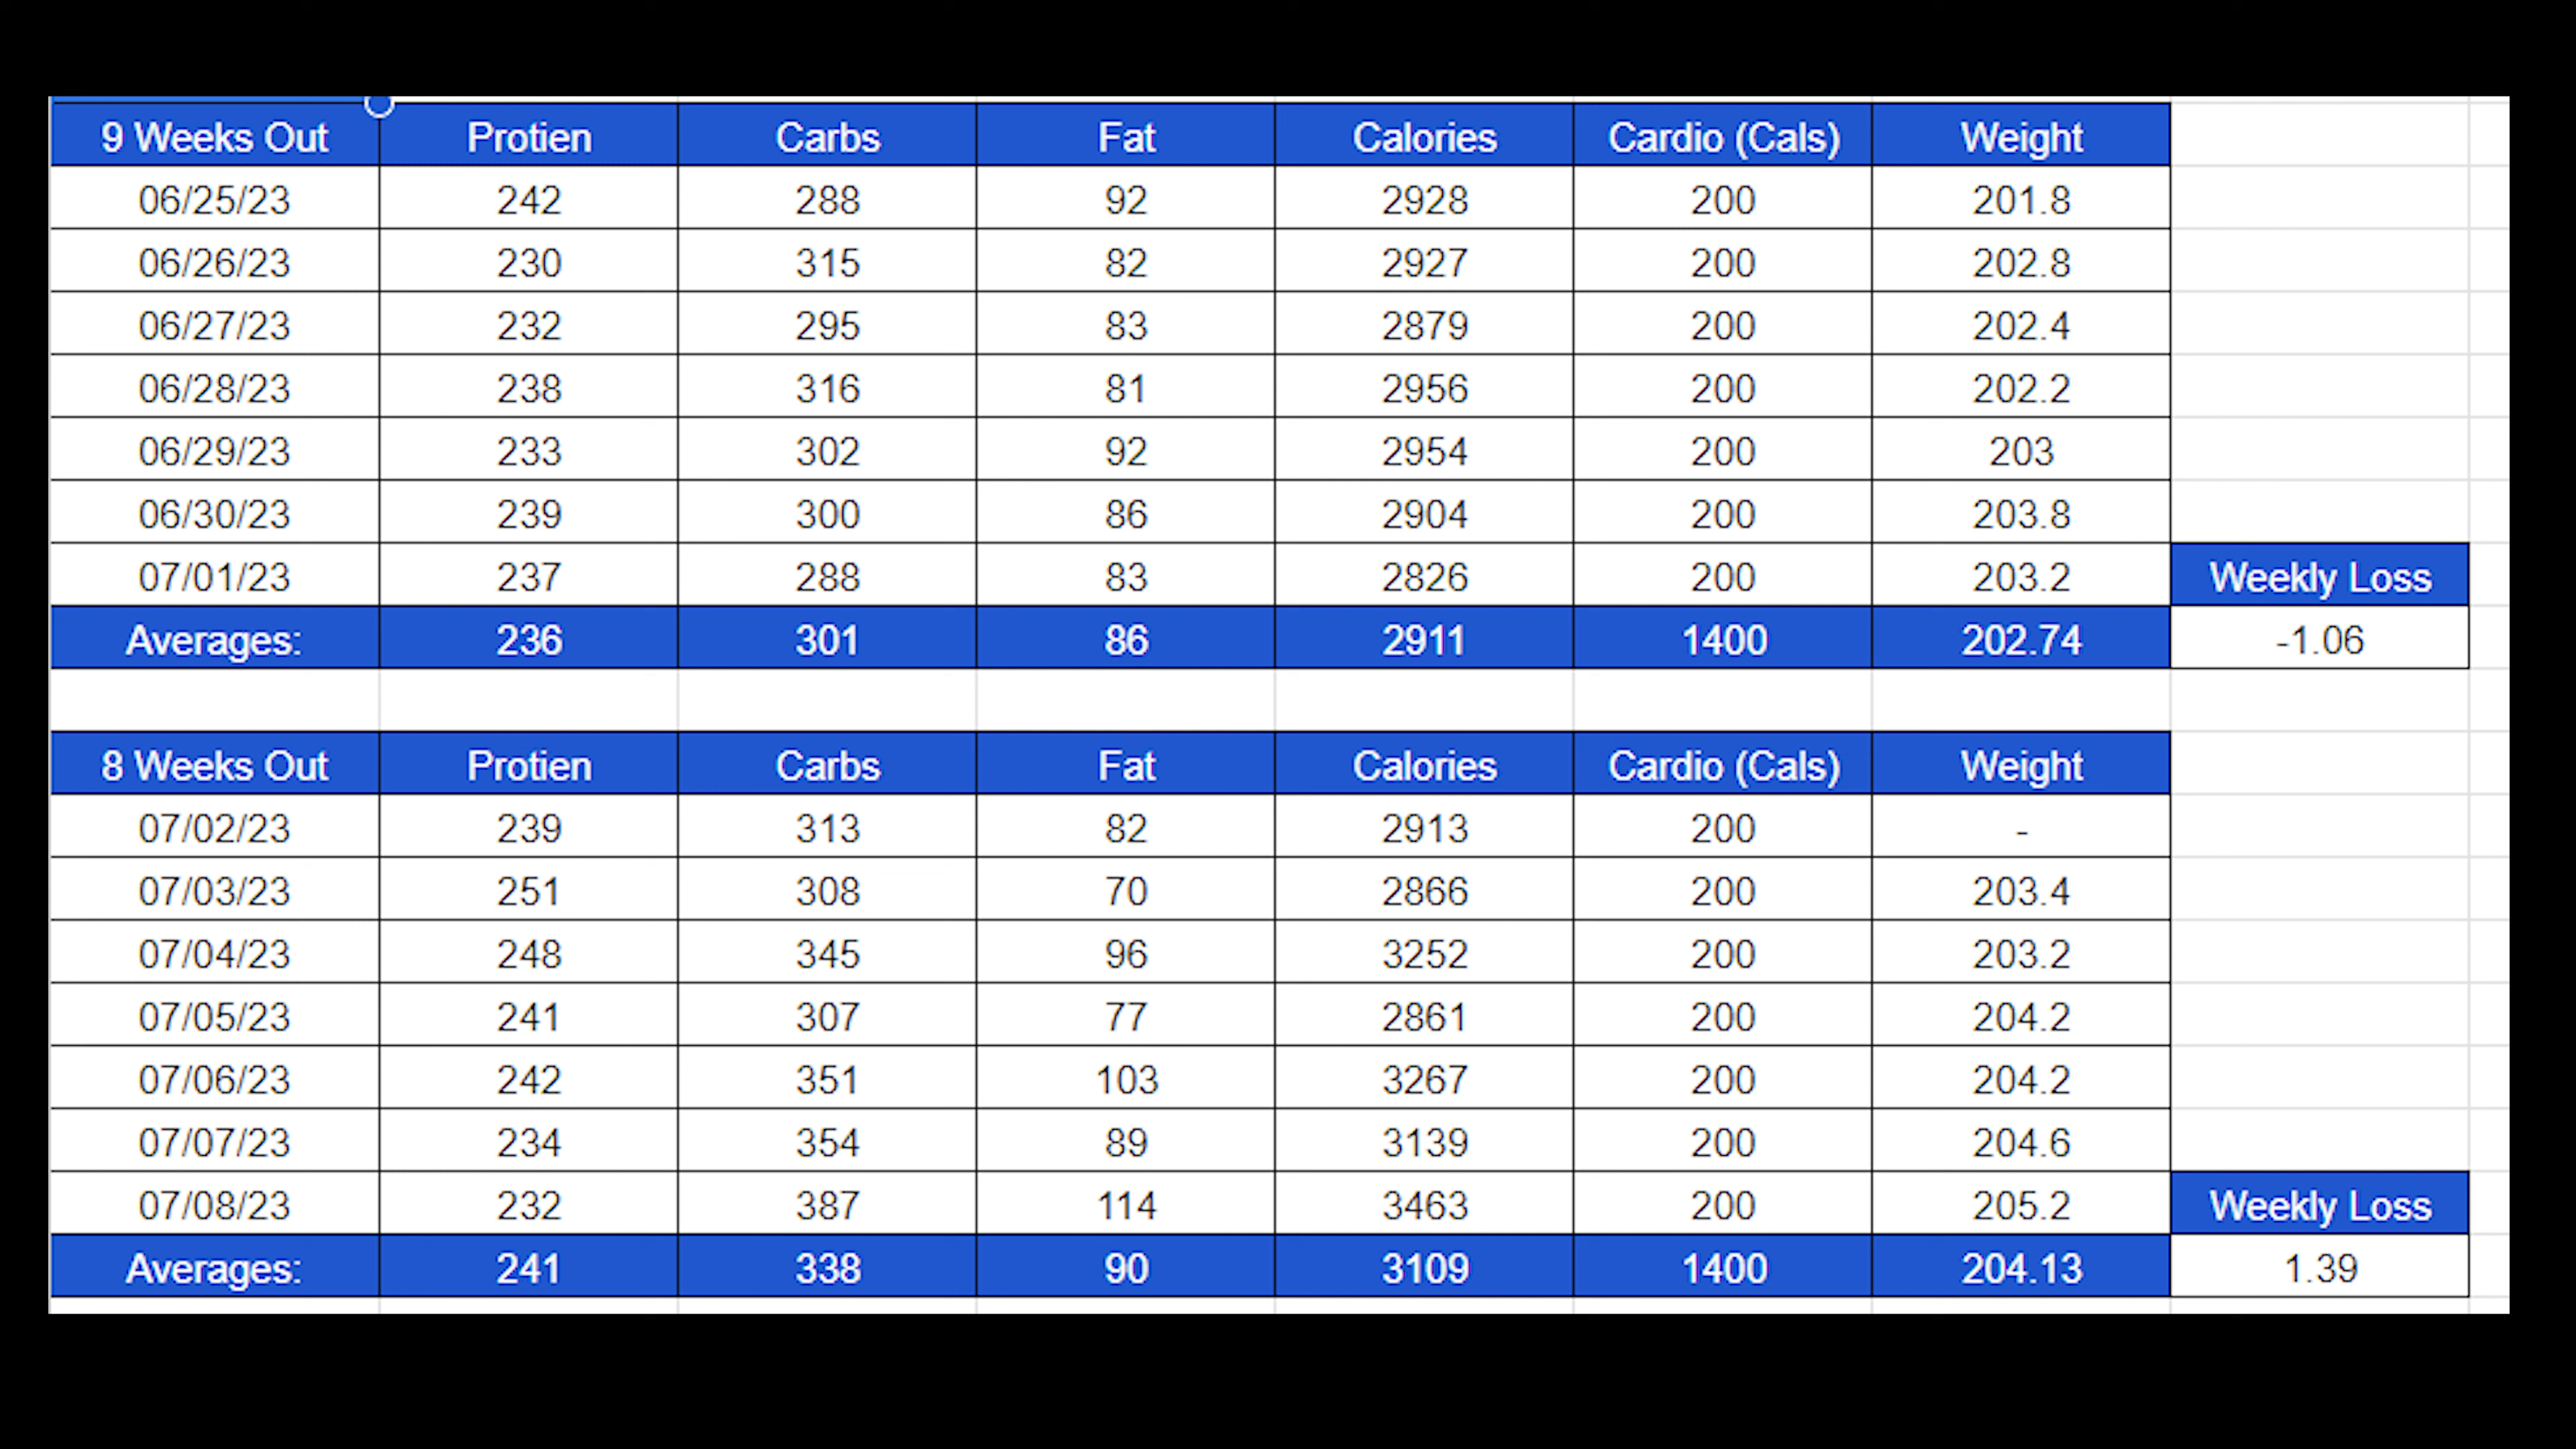 9 Weeks Out Protien Carbs Fat Calories Cardio (Cals) Weight
06/25/23 242 288 92 2928 200 201.8
06/26/23 230 315 82 2927 200 202.8
06/27/23 232 295 83 2879 200 202.4
06/28/23 238 316 81 2956 200 202.2
06/29/23 233 302 92 2954 200 203
06/30/23 239 300 86 2904 200 203.8
07/01/23 237 288 83 2826 200 203.2 Weekly Loss
Averages: 236 301 86 2911 1400 202.74 -1.06
8 Weeks Out Protien Carbs Fat Calories Cardio (Cals) Weight
07/02/23 239 313 82 2913 200 -
07/03/23 251 308 70 2866 200 203.4
07/04/23 248 345 96 3252 200 203.2
07/05/23 241 307 77 2861 200 204.2
07/06/23 242 351 103 3267 200 204.2
07/07/23 234 354 89 3139 200 204.6
07/08/23 232 387 114 3463 200 205.2 Weekly Loss
Averages: 241 338 90 3109 1400 204.13 1.39